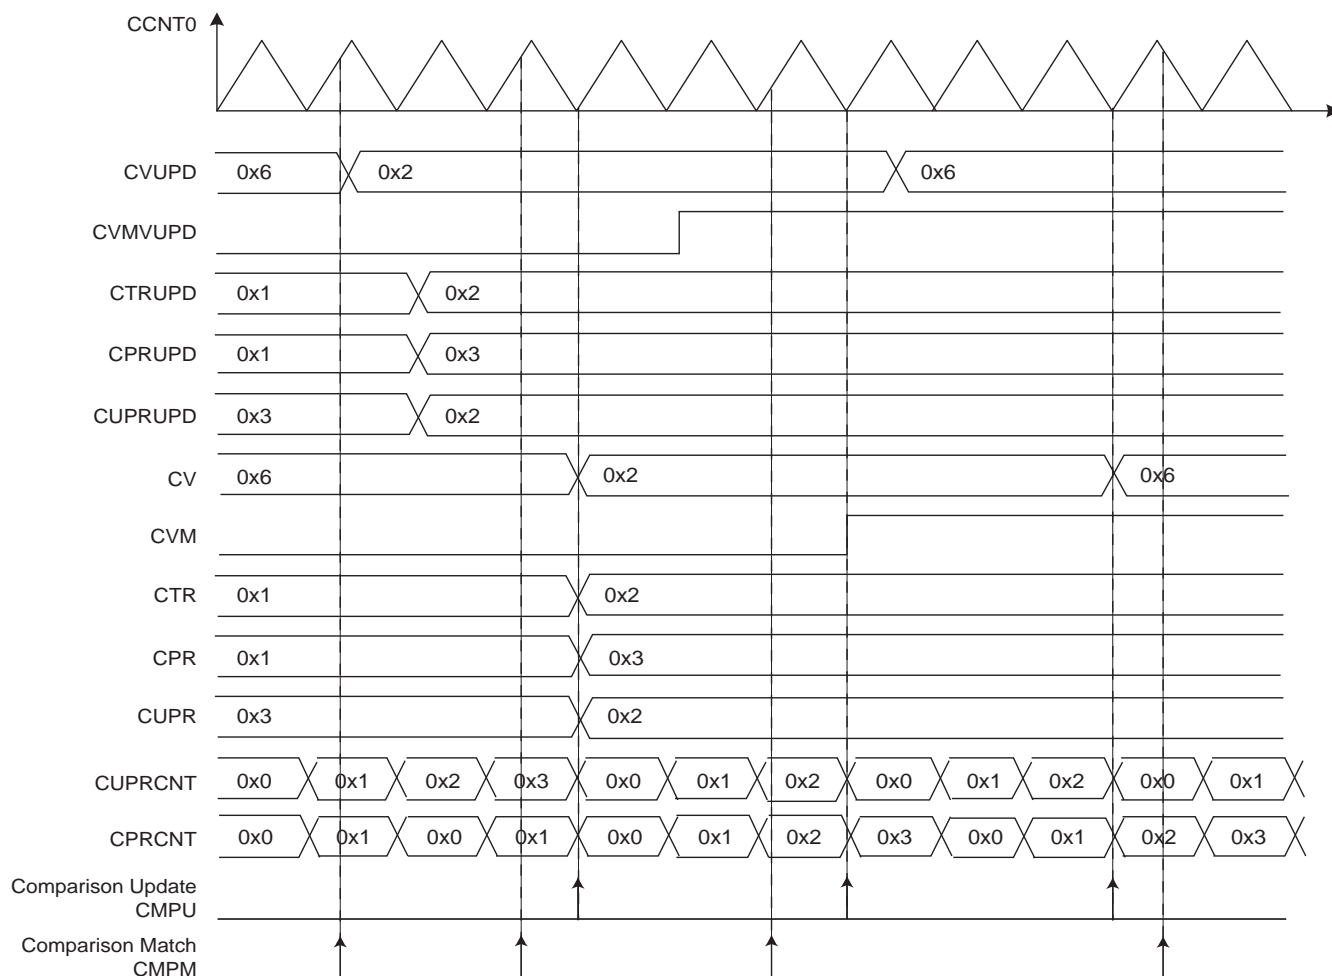 CCNT0
CVUPD 0x6 0x2 0x6
CVMVUPD
CTRUPD 0x1 0x2
CPRUPD 0x1 0x3
CUPRUPD 0x3 0x2
CV 0x6 0x2 0x6
CVM
CTR 0x1 0x2
CPR 0x1 0x3
CUPR 0x3 0x2
CUPRCNT 0x0 0x1 0x2 0x3 0x0 0x1 0x2 0x0 0x1 0x2 0x0 0x1
CPRCNT 0x0 0x1 0x0 0x1 0x0 0x1 0x2 0x3 0x0 0x1 0x2 0x3
Comparison Update
CMPU
Comparison Match
CMPM